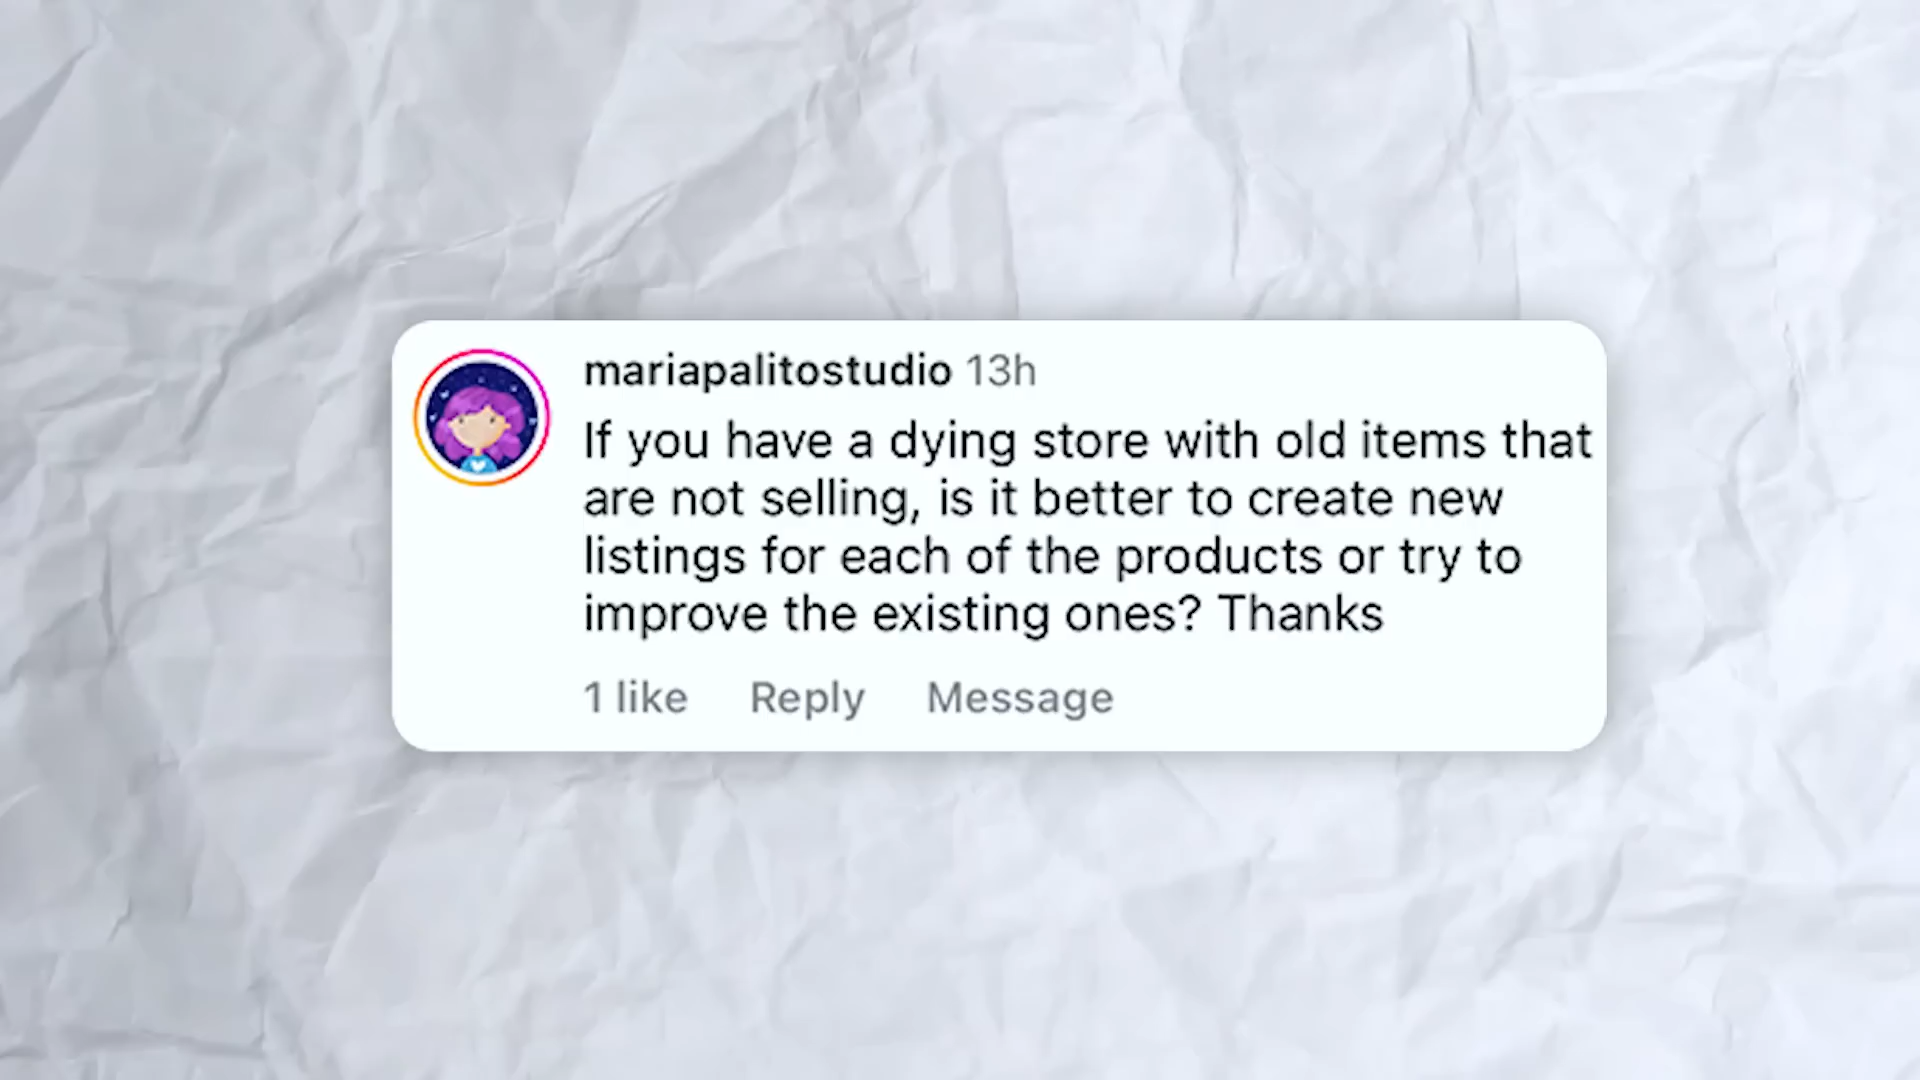 mariapalitostudio 13h
If you have a dying store with old items that
are not selling, is it better to create new
listings for each of the products or try to
improve the existing ones? Thanks
1 like Reply Message